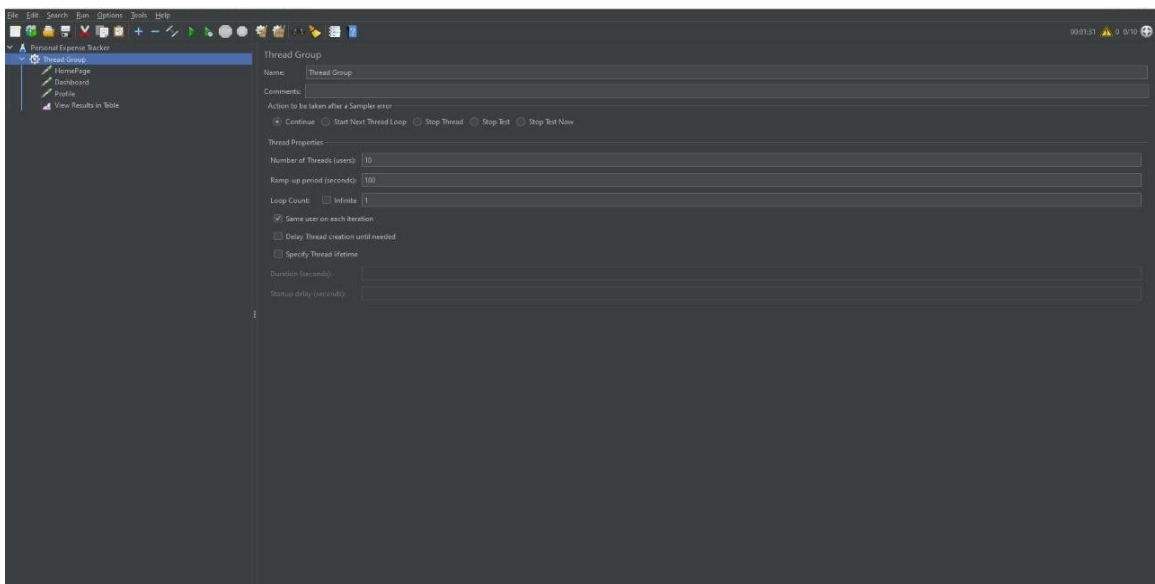 File Edit Search Run Options Tools Help
00:01:31 0 0/10
Personal Expense Tracker
Thread Group
HomePage
Dashboard
Profile
View Results in Table
Thread Group
Name: Thread Group
Comments:
Action to be taken after a Sampler error
Continue Start Next Thread Loop Stop Thread Stop Test Stop Test Now
Thread Properties
Number of Threads (users): 10
Ramp-up period (seconds): 100
Loop Count: Infinite 1
Same user on each iteration
Delay Thread creation until needed
Specify Thread lifetime
Duration (seconds):
Startup delay (seconds):